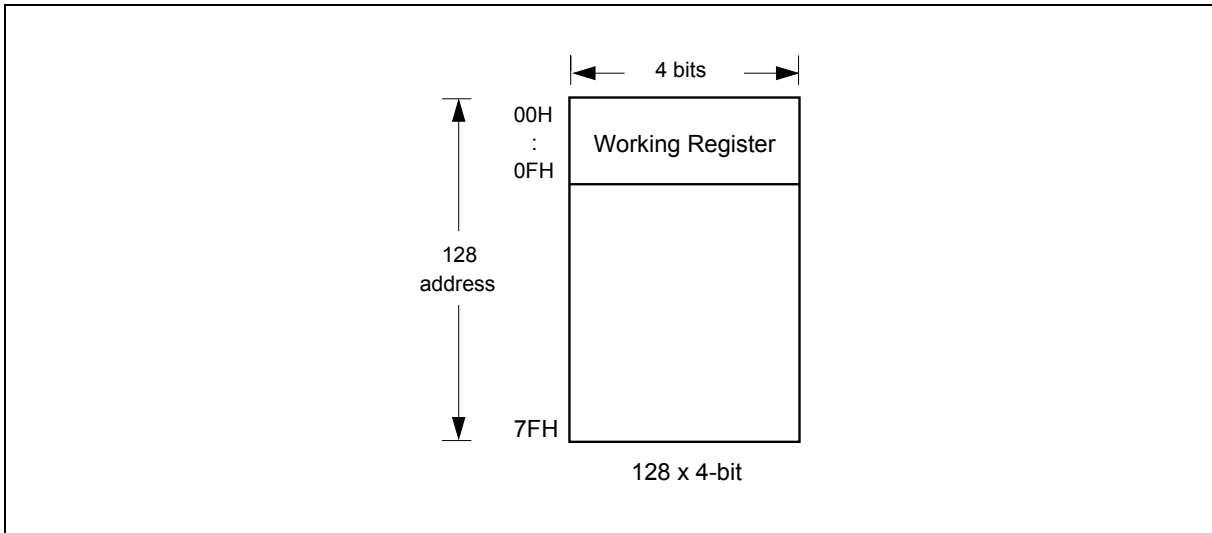 4 bits
00H
:
0FH
Working Register
128
address
7FH
128 x 4-bit